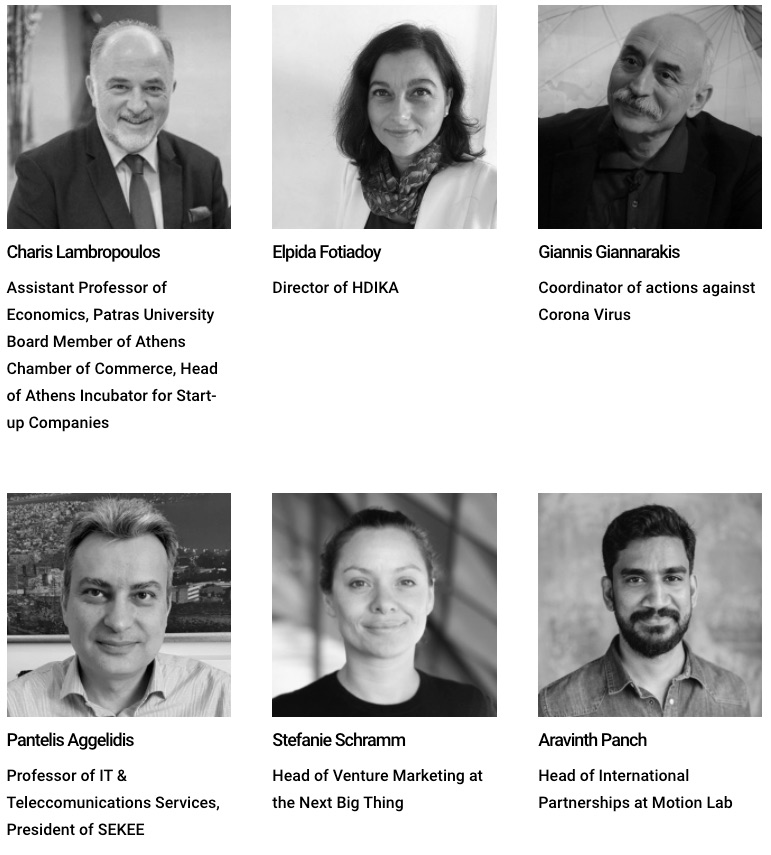 Charis Lambropoulos
Assistant Professor of
Economics, Patras University
Board Member of Athens
Chamber of Commerce, Head
of Athens Incubator for Start-
up Companies
Elpida Fotiadoy
Director of HDIKA
Giannis Giannarakis
Coordinator of actions against
Corona Virus
Pantelis Aggelidis
Professor of IT &
Teleccomunications Services,
President of SEKEE
Stefanie Schramm
Head of Venture Marketing at
the Next Big Thing
Aravinth Panch
Head of International
Partnerships at Motion Lab